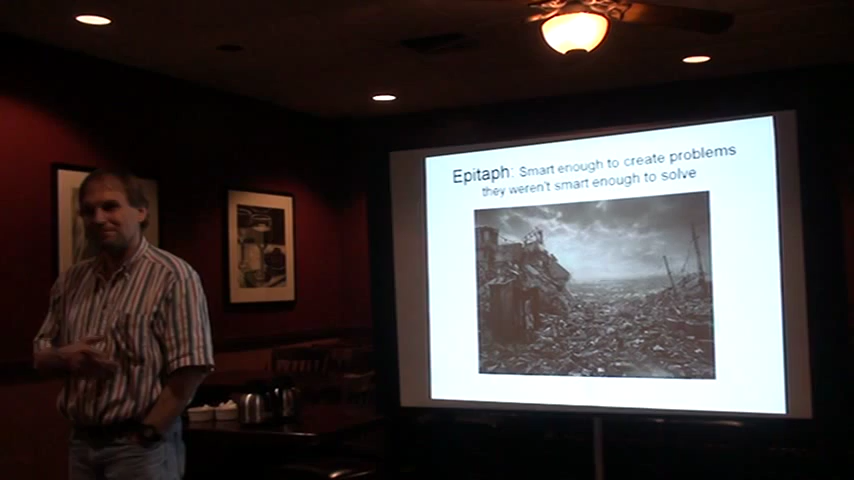 Epitaph: Smart enough to create problems
they weren't smart enough to solve